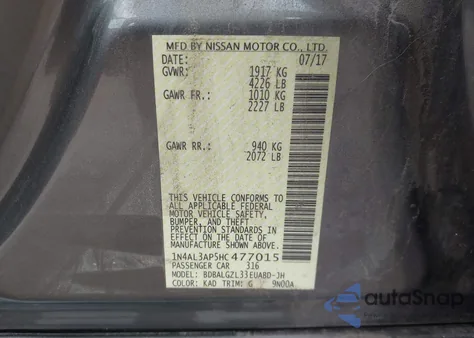 MFD BY NISSAN MOTOR CO., LTD.
DATE: 07/17
GVWR: 1917 KG
4226 LB
GAWR FR.: 1010 KG
2227 LB
GAWR RR.: 940 KG
2072 LB
THIS VEHICLE CONFORMS TO
ALL APPLICABLE FEDERAL
MOTOR VEHICLE SAFETY,
BUMPER, AND THEFT
PREVENTION STANDARDS
IN EFFECT ON THE DATE OF
MANUFACTURE SHOWN ABOVE.
1N4AL3AP5HC477015
PASSENGER CAR 316
MODEL: BDBALGZL33EUABD-JH
COLOR: KAD TRIM: G 9N00A
autoSnap